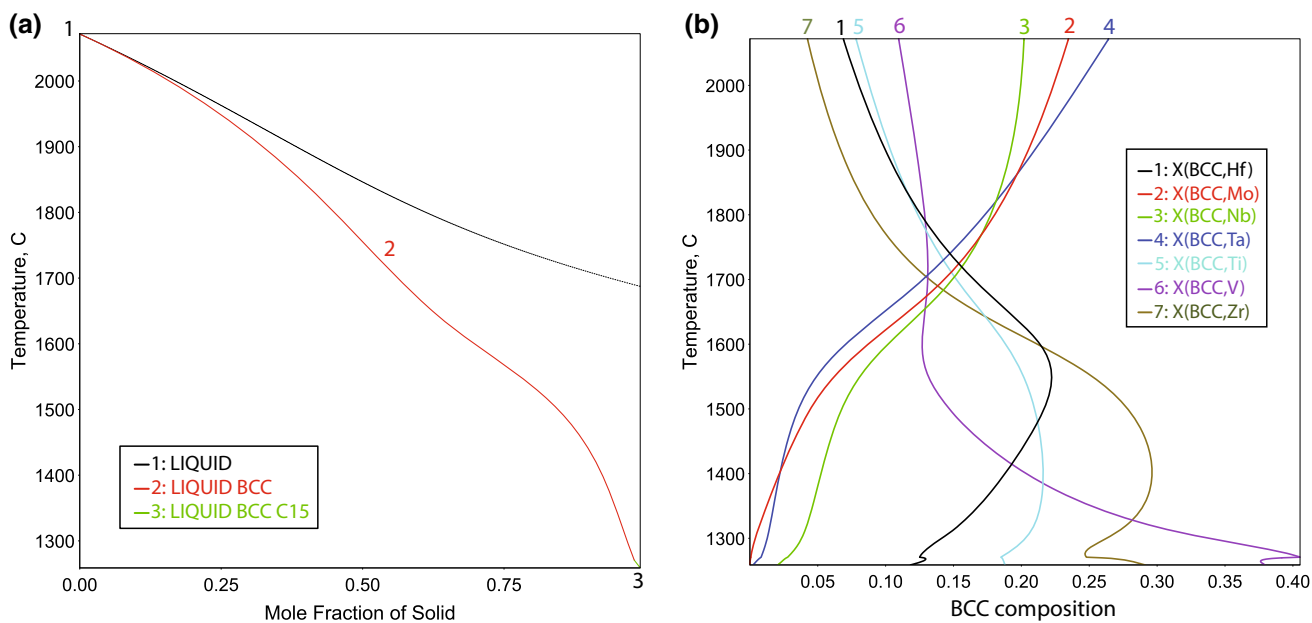 (a)
1
2000
1900
1800
1700
1600
1500
1400
1300
Temperature, C
2
1: LIQUID
2: LIQUID BCC
3: LIQUID BCC C15
0.00
0.25
0.50
0.75
3
Mole Fraction of Solid
(b)
7
1
5
6
3
2
4
2000
1900
1800
1700
1600
1500
1400
1300
Temperature, C
1: X(BCC,Hf)
2: X(BCC,Mo)
3: X(BCC,Nb)
4: X(BCC,Ta)
5: X(BCC,Ti)
6: X(BCC,V)
7: X(BCC,Zr)
0.05
0.10
0.15
0.20
0.25
0.30
0.35
0.40
BCC composition